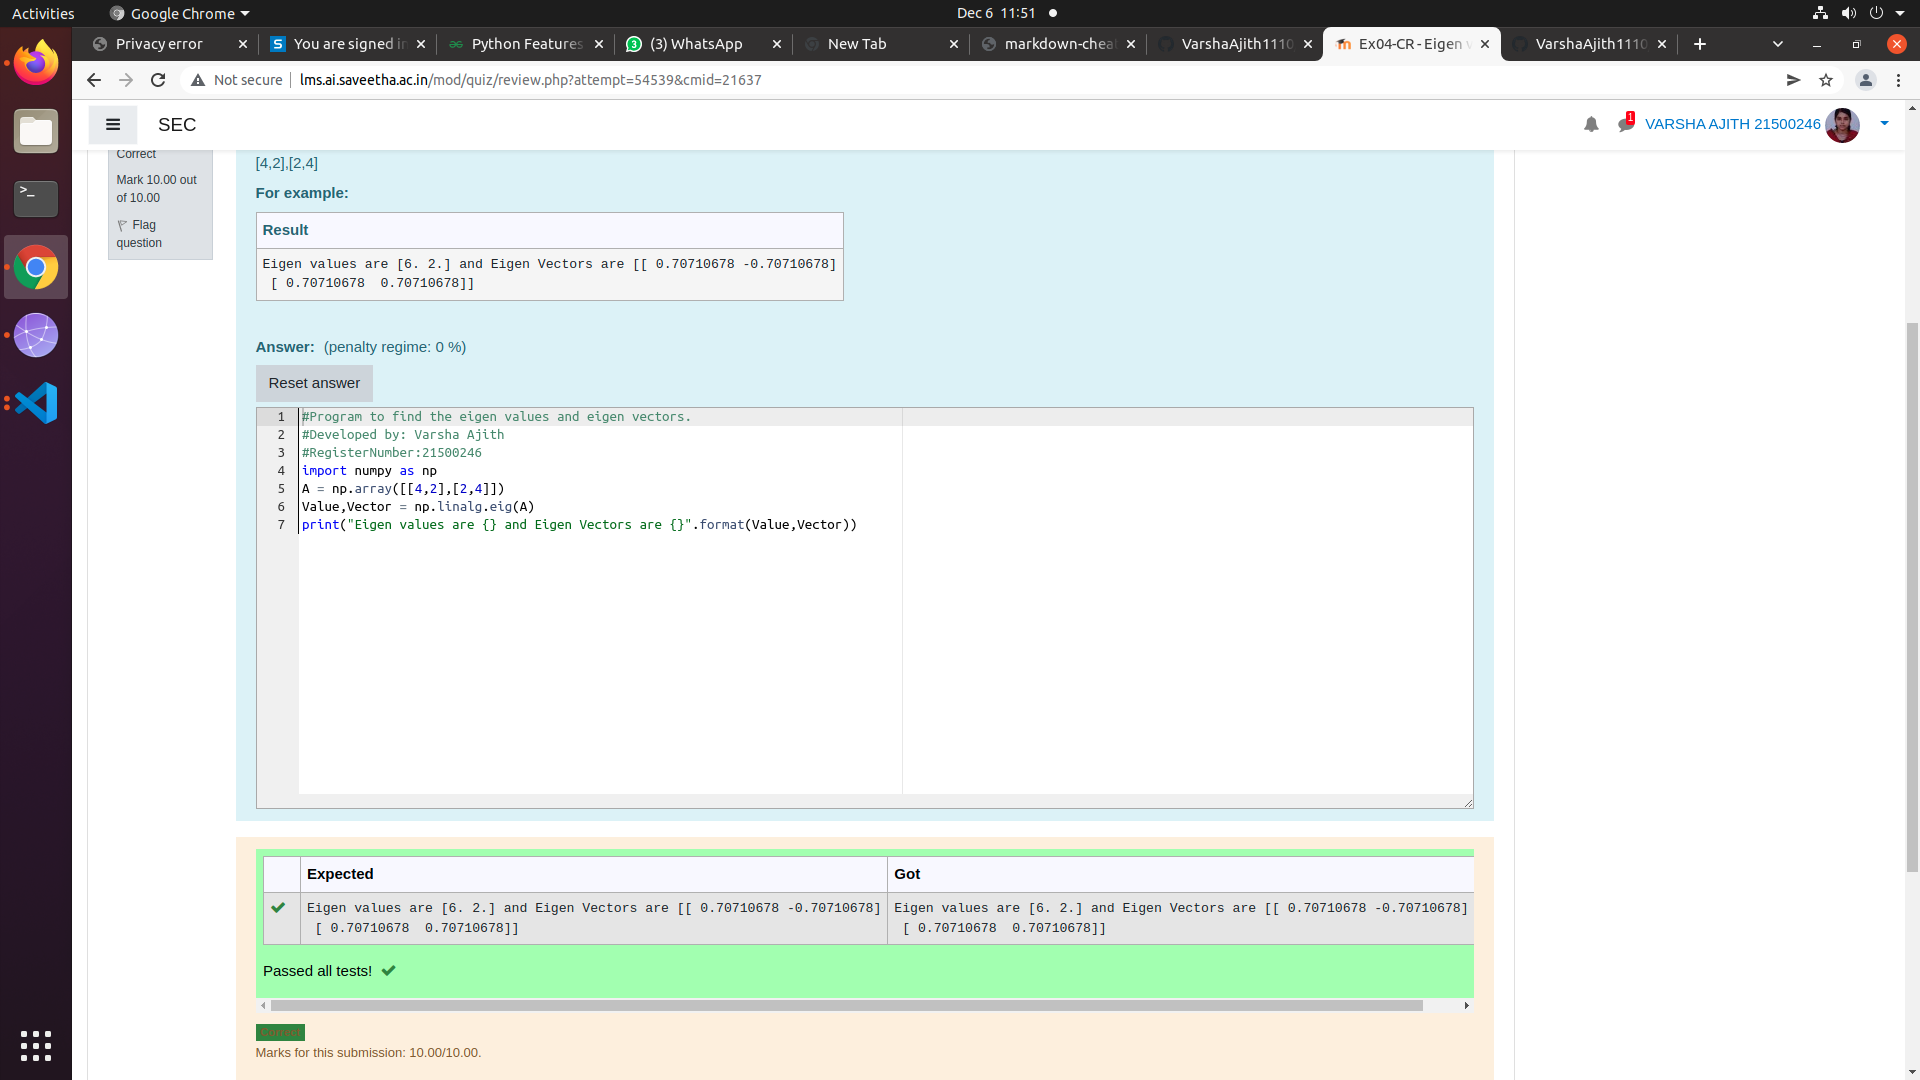 Activities
Google Chrome
Dec 6 11:51
Privacy error
You are signed in
Python Features
(3) WhatsApp
New Tab
markdown-chea
VarshaAjith1110
Ex04-CR - Eigen v
VarshaAjith1110
Not secure
lms.ai.saveetha.ac.in/mod/quiz/review.php?attempt=54539&cmid=21637
SEC
1
VARSHA AJITH 21500246
Correct
Mark 10.00 out
of 10.00
Flag
question
[4,2],[2,4]
For example:
Result
Eigen values are [6. 2.] and Eigen Vectors are [[ 0.70710678 -0.70710678]
[ 0.70710678  0.70710678]]
Answer: (penalty regime: 0 %)
Reset answer
1 #Program to find the eigen values and eigen vectors.
2 #Developed by: Varsha Ajith
3 #RegisterNumber:21500246
4 import numpy as np
5 A = np.array([[4,2],[2,4]])
6 Value,Vector = np.linalg.eig(A)
7 print("Eigen values are {} and Eigen Vectors are {}".format(Value,Vector))
Expected
Got
Eigen values are [6. 2.] and Eigen Vectors are [[ 0.70710678 -0.70710678]
[ 0.70710678  0.70710678]]
Eigen values are [6. 2.] and Eigen Vectors are [[ 0.70710678 -0.70710678]
[ 0.70710678  0.70710678]]
Passed all tests!
Correct
Marks for this submission: 10.00/10.00.